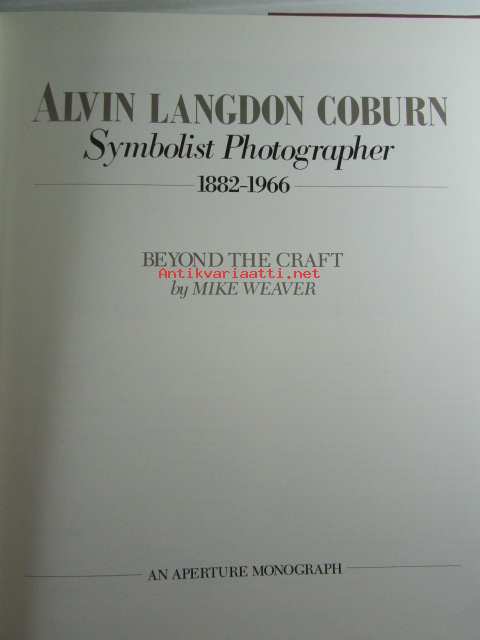 ALVIN LANGDON COBURN
Symbolist Photographer
1882-1966
BEYOND THE CRAFT
Antikvariaatti.net
by MIKE WEAVER
AN APERTURE MONOGRAPH